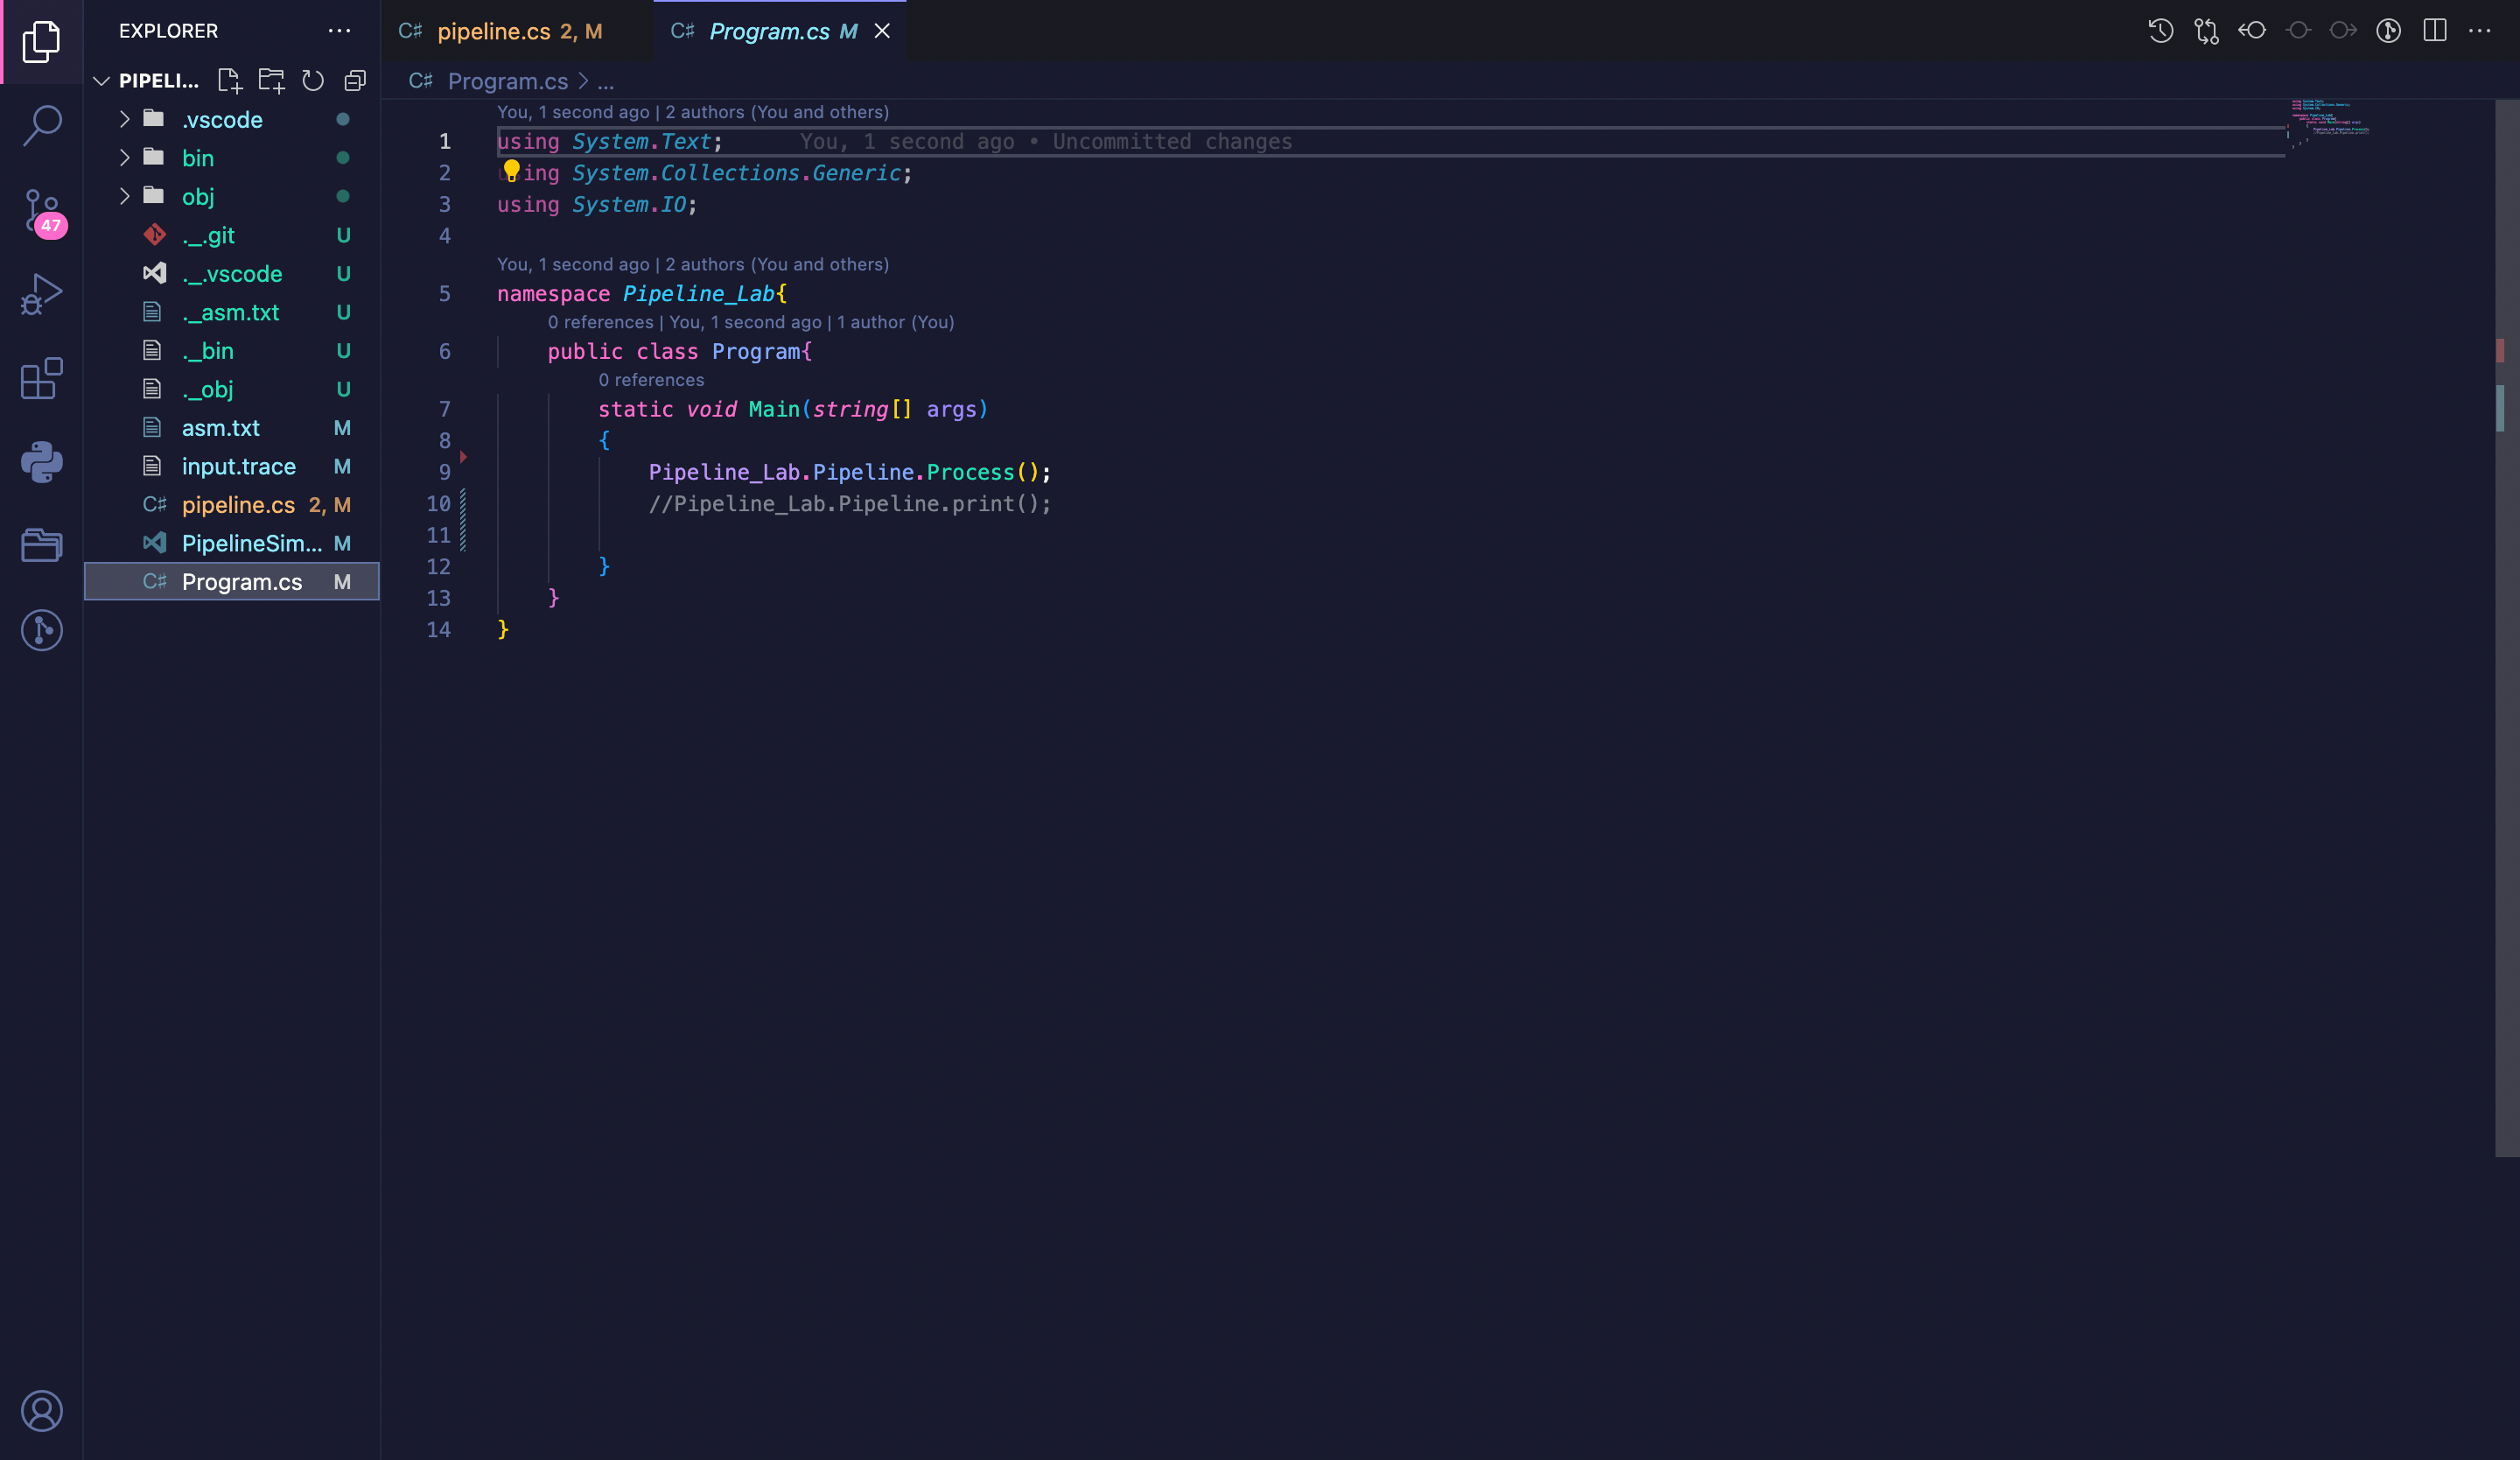 EXPLORER
PIPELI...
.vscode
bin
obj
._.git U
._.vscode U
._asm.txt U
._bin U
._obj U
asm.txt M
input.trace M
C# pipeline.cs 2, M
PipelineSim... M
C# Program.cs M
47
C# pipeline.cs 2, M
C# Program.cs M
C# Program.cs > ...
You, 1 second ago | 2 authors (You and others)
1 using System.Text; You, 1 second ago • Uncommitted changes
2 using System.Collections.Generic;
3 using System.IO;
4
You, 1 second ago | 2 authors (You and others)
5 namespace Pipeline_Lab{
0 references | You, 1 second ago | 1 author (You)
6 public class Program{
0 references
7 static void Main(string[] args)
8 {
9 Pipeline_Lab.Pipeline.Process();
10 //Pipeline_Lab.Pipeline.print();
11
12 }
13 }
14 }